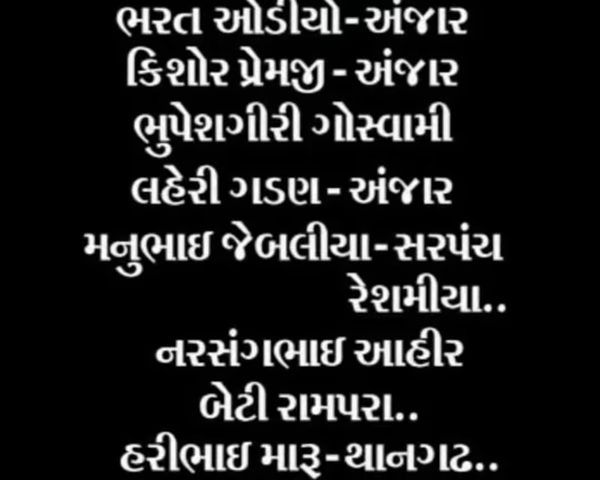 ભરત ઓડીયો-અંજાર
કિશોર પ્રેમજી - અંજાર
ભુપેશગીરી ગોસ્વામી
લહેરી ગડણ - અંજાર
મનુભાઇ જેબલીયા-સરપંચ
રેશમીયા..
નરસંગભાઇ આહીર
બેટી રામપરા..
હરીભાઇ મારૂ-થાનગઢ..